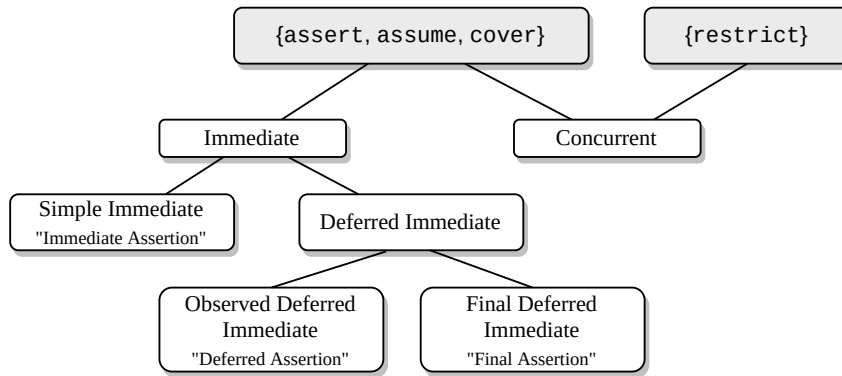 {assert, assume, cover}
{restrict}
Immediate
Concurrent
Simple Immediate
"Immediate Assertion"
Deferred Immediate
Observed Deferred
Immediate
"Deferred Assertion"
Final Deferred
Immediate
"Final Assertion"